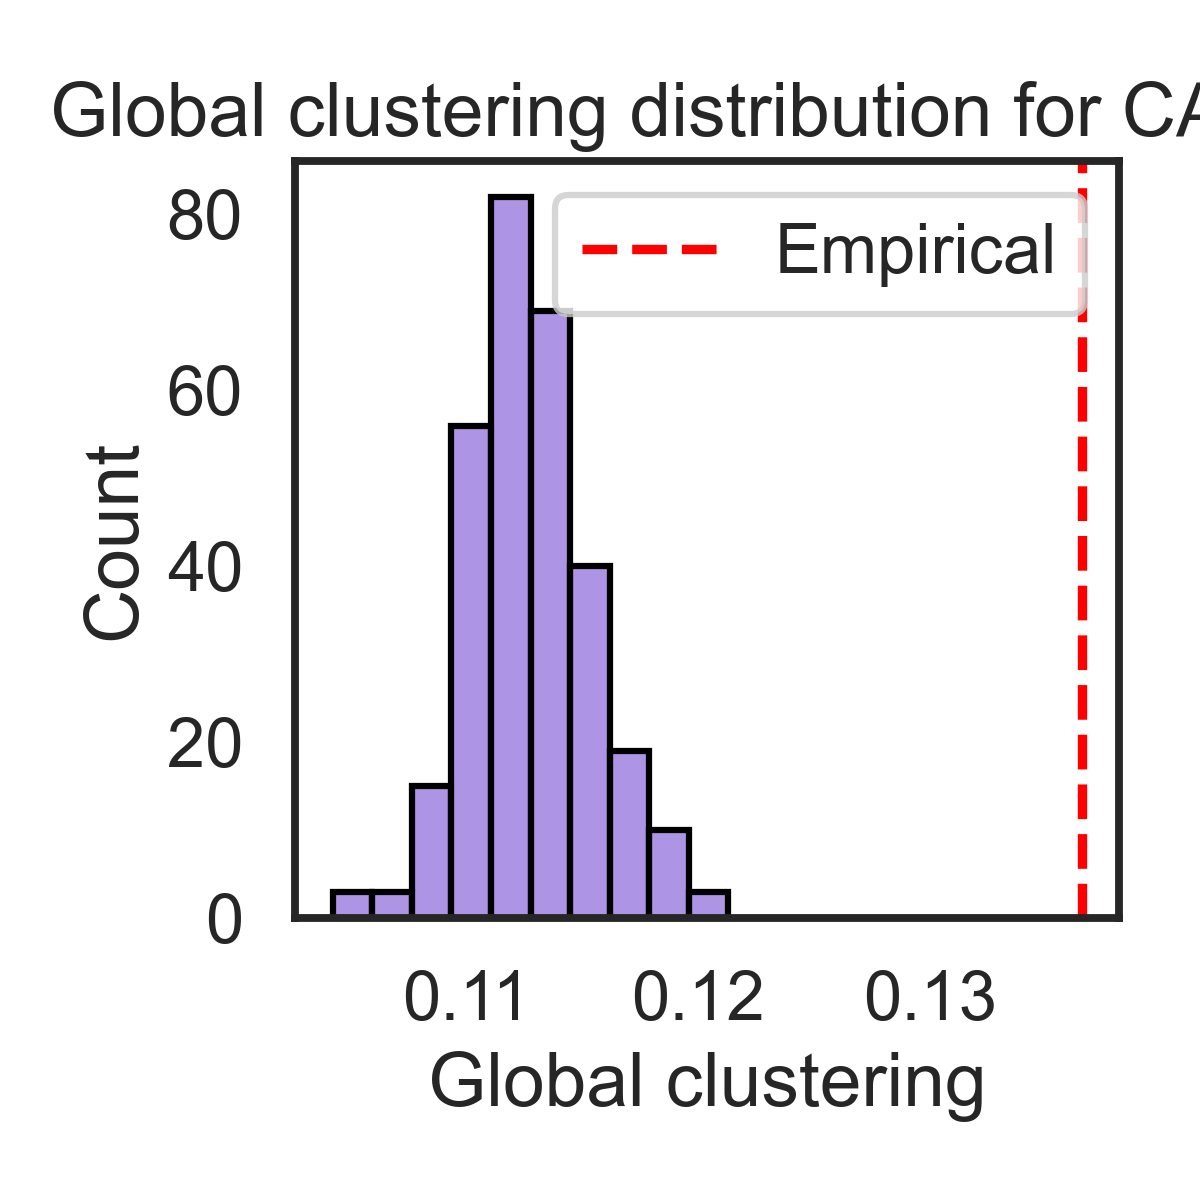 Global clustering distribution for CA
Empirical
80
60
40
20
0
Count
0.11 0.12 0.13
Global clustering